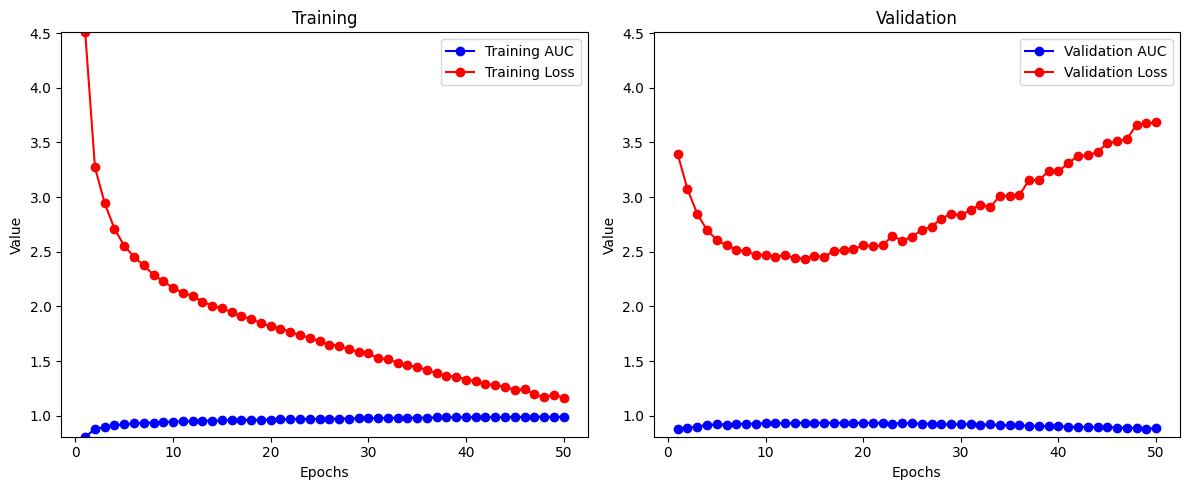 Training
Training AUC
Training Loss
4.5
4.0
3.5
3.0
2.5
2.0
1.5
1.0
Value
0
10
20
30
40
50
Epochs
Validation
Validation AUC
Validation Loss
4.5
4.0
3.5
3.0
2.5
2.0
1.5
1.0
Value
0
10
20
30
40
50
Epochs